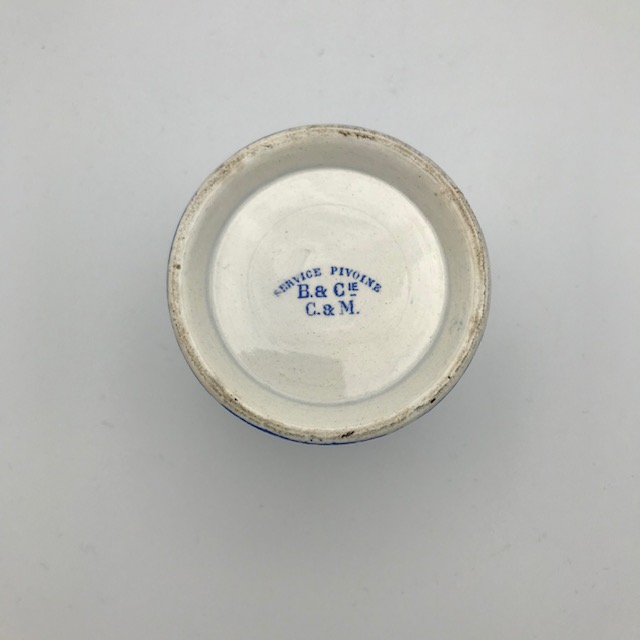 SERVICE PIVOINE
B. & CIE
C. & M.